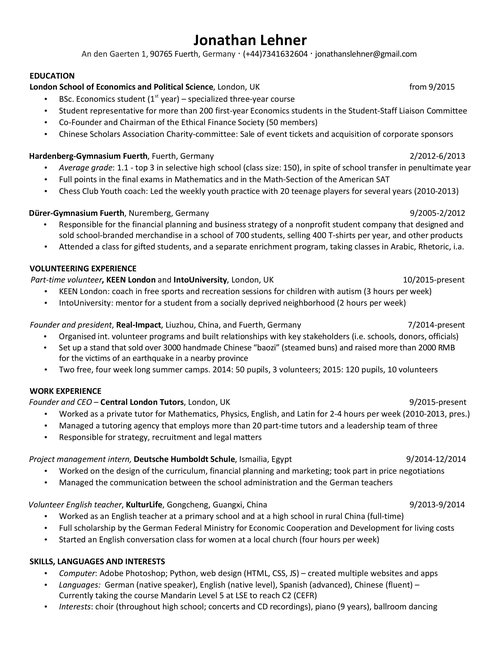 Jonathan Lehner
An den Gaerten 1, 90765 Fuerth, Germany · (+44)7341632604 · jonathanslehner@gmail.com
EDUCATION
London School of Economics and Political Science, London, UK from 9/2015
• BSc. Economics student (1st year) – specialized three-year course
• Student representative for more than 200 first-year Economics students in the Student-Staff Liaison Committee
• Co-Founder and Chairman of the Ethical Finance Society (50 members)
• Chinese Scholars Association Charity-committee: Sale of event tickets and acquisition of corporate sponsors
Hardenberg-Gymnasium Fuerth, Fuerth, Germany 2/2012-6/2013
• Average grade: 1.1 - top 3 in selective high school (class size: 150), in spite of school transfer in penultimate year
• Full points in the final exams in Mathematics and in the Math-Section of the American SAT
• Chess Club Youth coach: Led the weekly youth practice with 20 teenage players for several years (2010-2013)
Dürer-Gymnasium Fuerth, Nuremberg, Germany 9/2005-2/2012
• Responsible for the financial planning and business strategy of a nonprofit student company that designed and
sold school-branded merchandise in a school of 700 students, selling 400 T-shirts per year, and other products
• Attended a class for gifted students, and a separate enrichment program, taking classes in Arabic, Rhetoric, i.a.
VOLUNTEERING EXPERIENCE
Part-time volunteer, KEEN London and IntoUniversity, London, UK 10/2015-present
• KEEN London: coach in free sports and recreation sessions for children with autism (3 hours per week)
• IntoUniversity: mentor for a student from a socially deprived neighborhood (2 hours per week)
Founder and president, Real-Impact, Liuzhou, China, and Fuerth, Germany 7/2014-present
• Organised int. volunteer programs and built relationships with key stakeholders (i.e. schools, donors, officials)
• Set up a stand that sold over 3000 handmade Chinese “baozi” (steamed buns) and raised more than 2000 RMB
for the victims of an earthquake in a nearby province
• Two free, four week long summer camps. 2014: 50 pupils, 3 volunteers; 2015: 120 pupils, 10 volunteers
WORK EXPERIENCE
Founder and CEO – Central London Tutors, London, UK 9/2015-present
• Worked as a private tutor for Mathematics, Physics, English, and Latin for 2-4 hours per week (2010-2013, pres.)
• Managed a tutoring agency that employs more than 20 part-time tutors and a leadership team of three
• Responsible for strategy, recruitment and legal matters
Project management intern, Deutsche Humboldt Schule, Ismailia, Egypt 9/2014-12/2014
• Worked on the design of the curriculum, financial planning and marketing; took part in price negotiations
• Managed the communication between the school administration and the German teachers
Volunteer English teacher, KulturLife, Gongcheng, Guangxi, China 9/2013-9/2014
• Worked as an English teacher at a primary school and at a high school in rural China (full-time)
• Full scholarship by the German Federal Ministry for Economic Cooperation and Development for living costs
• Started an English conversation class for women at a local church (four hours per week)
SKILLS, LANGUAGES AND INTERESTS
• Computer: Adobe Photoshop; Python, web design (HTML, CSS, JS) – created multiple websites and apps
• Languages: German (native speaker), English (native level), Spanish (advanced), Chinese (fluent) –
Currently taking the course Mandarin Level 5 at LSE to reach C2 (CEFR)
• Interests: choir (throughout high school; concerts and CD recordings), piano (9 years), ballroom dancing